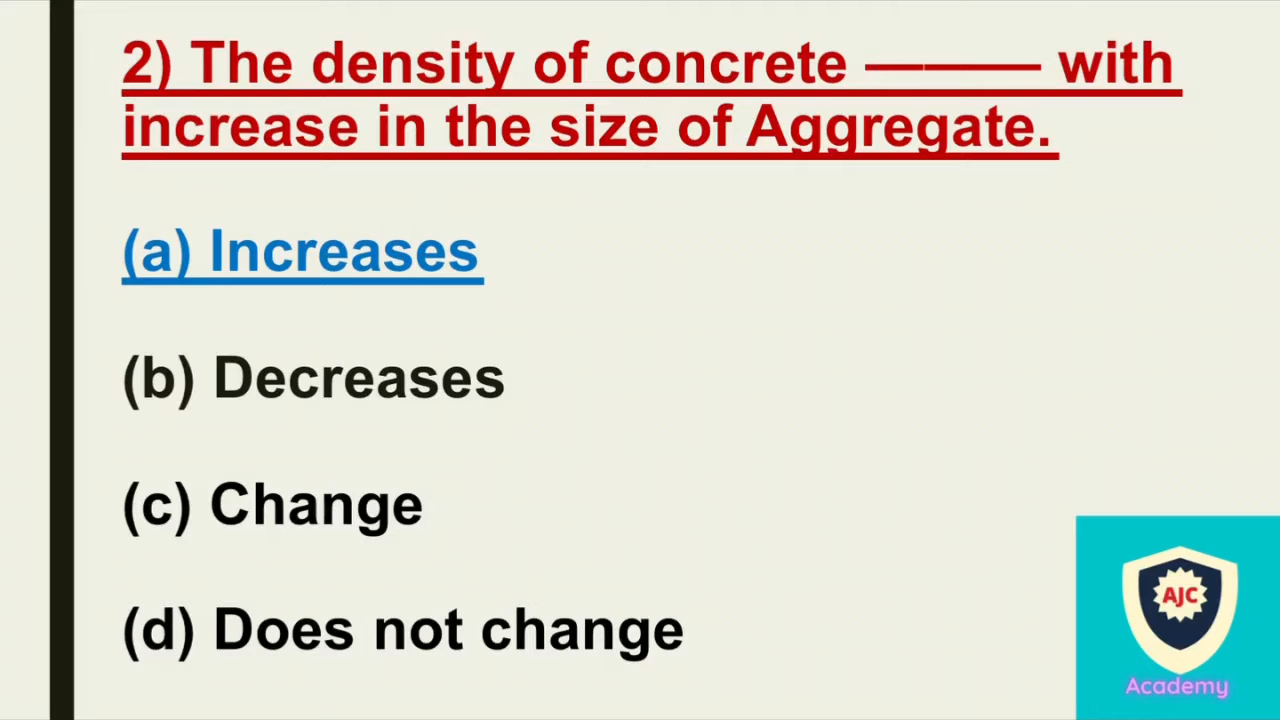 2) The density of concrete ——— with
increase in the size of Aggregate.
(a) Increases
(b) Decreases
(c) Change
(d) Does not change
AJC
Academy